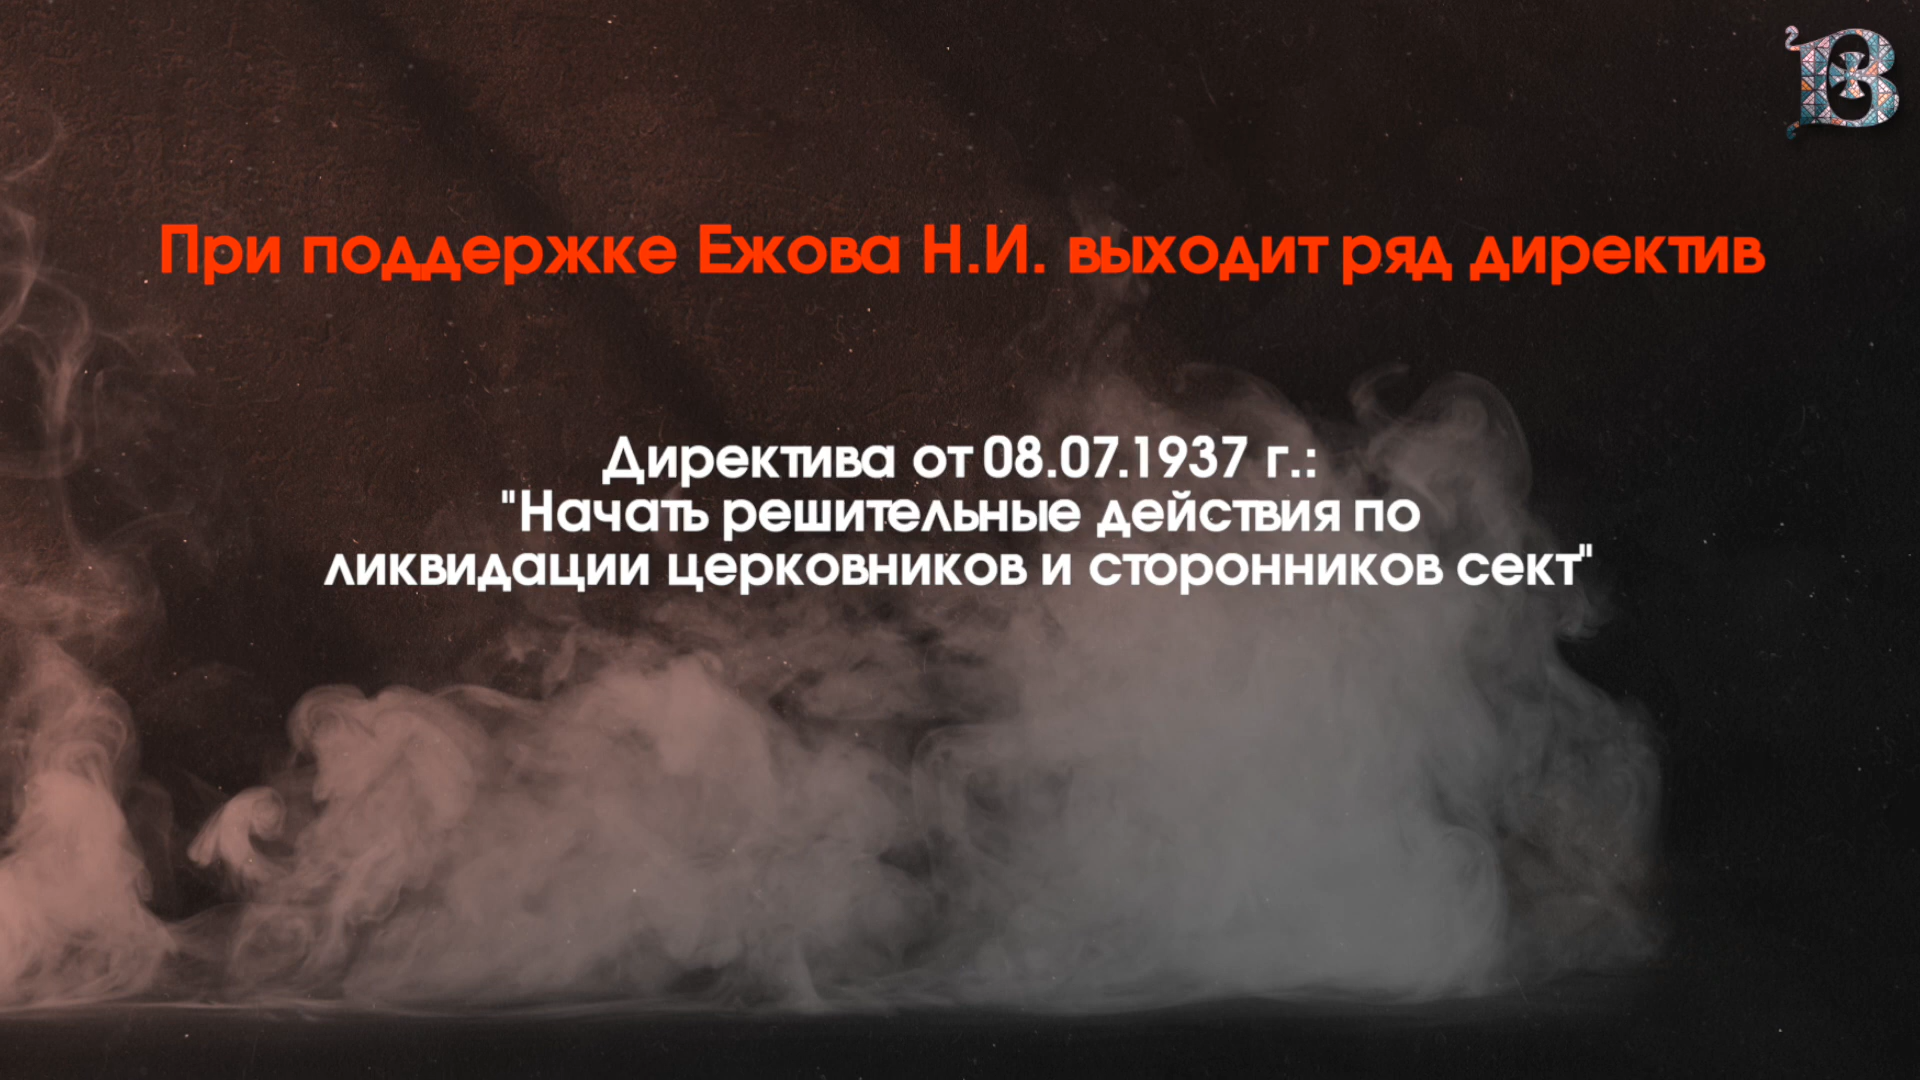 При поддержке Ежова Н.И. выходит ряд директив
Директива от 08.07.1937 г.:
"Начать решительные действия по
ликвидации церковников и сторонников сект"